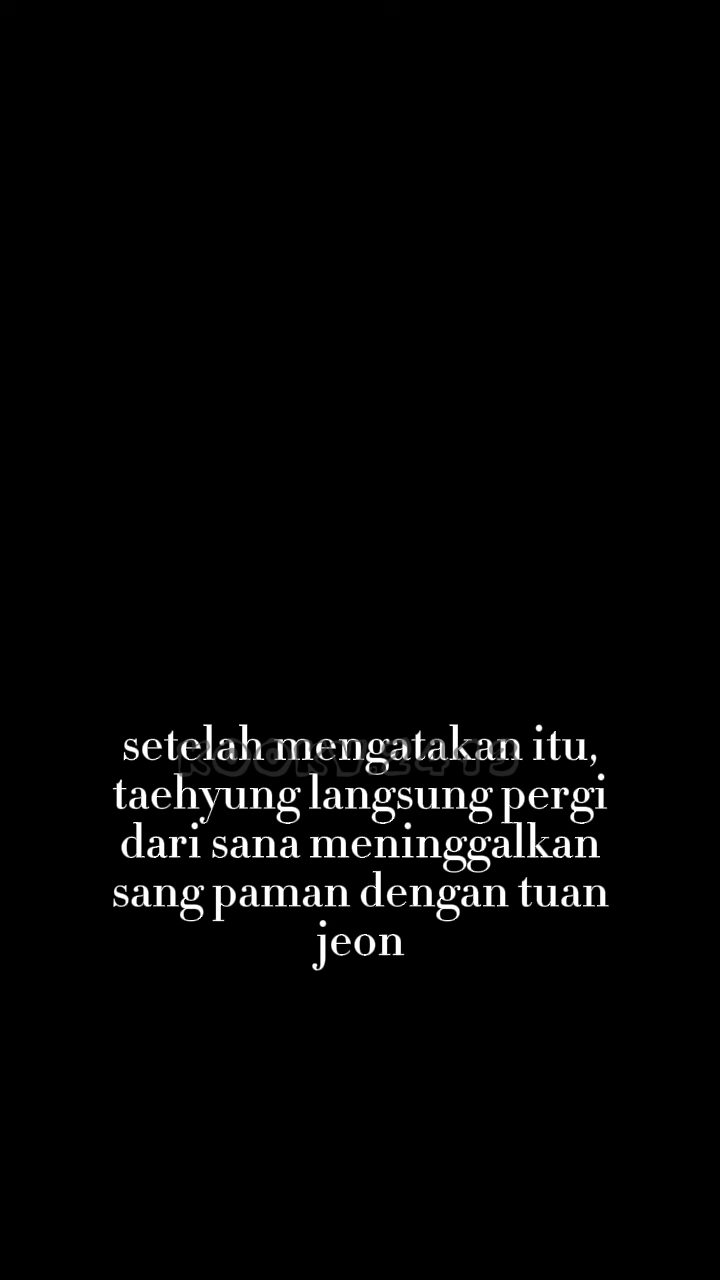 setelah mengatakan itu,
taehyung langsung pergi
dari sana meninggalkan
sang paman dengan tuan
jeon